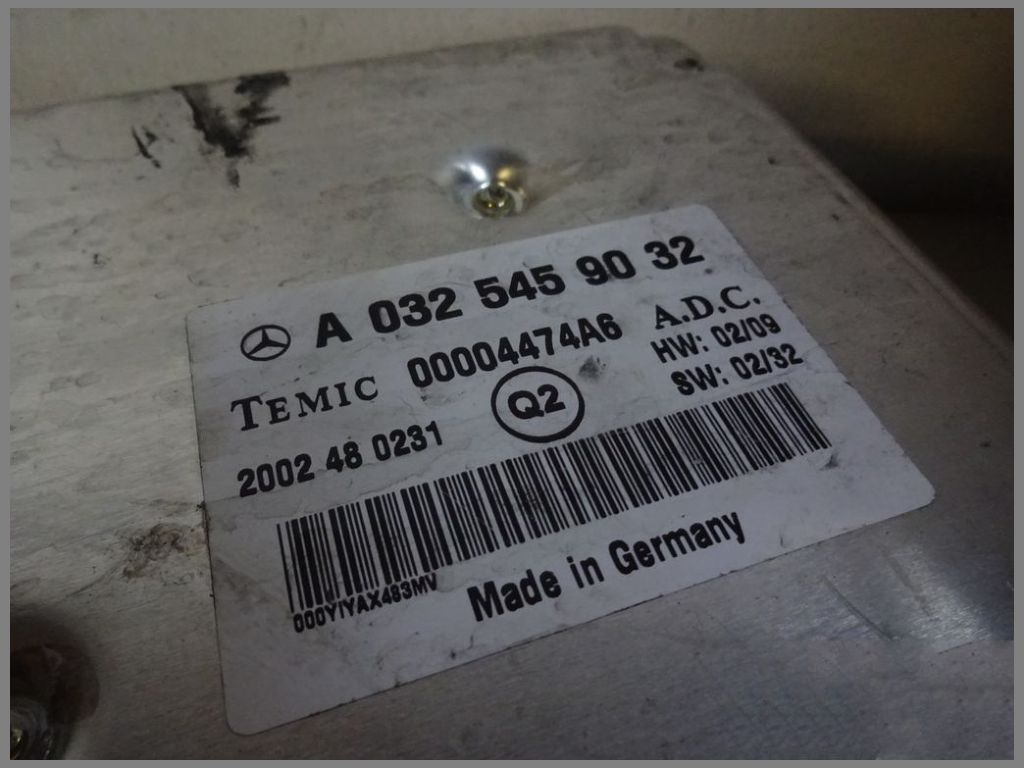 A 032 545 90 32
TEMIC 00004474A6 A.D.C.
HW: 02/09
2002 48 0231 Q2 SW: 02/32
000Y1YAX483MV
Made in Germany